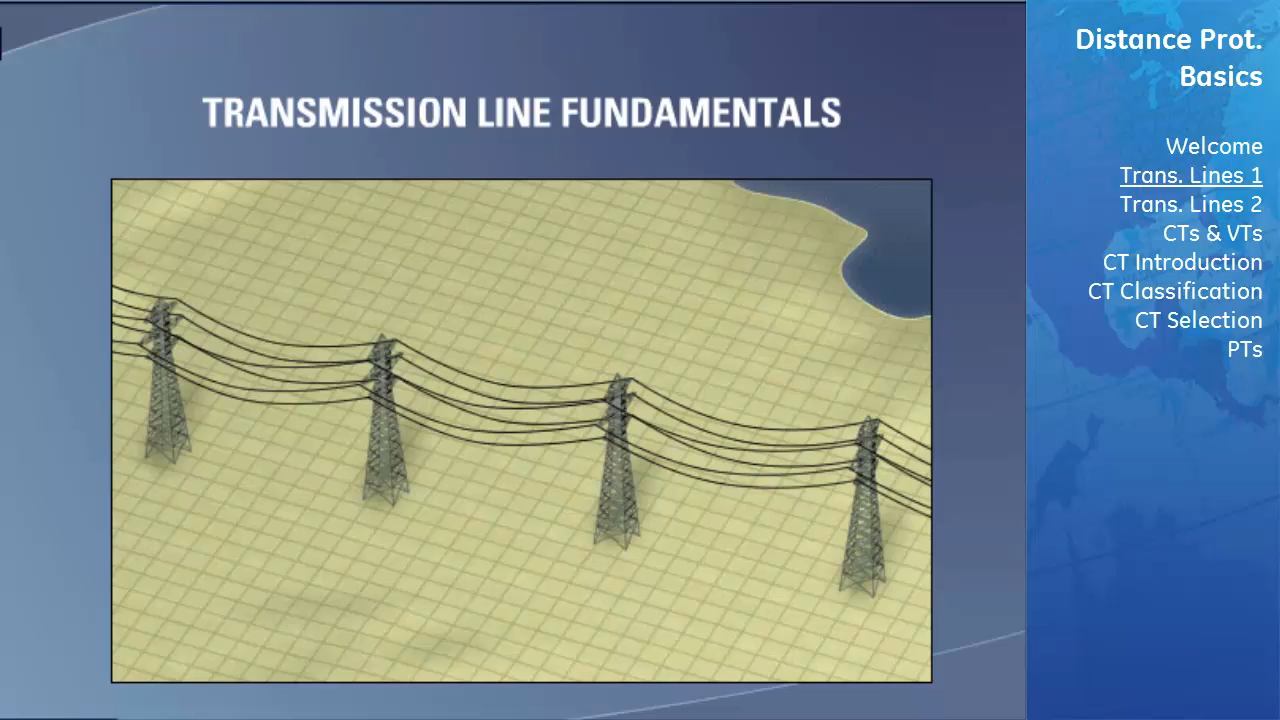 TRANSMISSION LINE FUNDAMENTALS
Distance Prot.
Basics
Welcome
Trans. Lines 1
Trans. Lines 2
CTs & VTs
CT Introduction
CT Classification
CT Selection
PTs